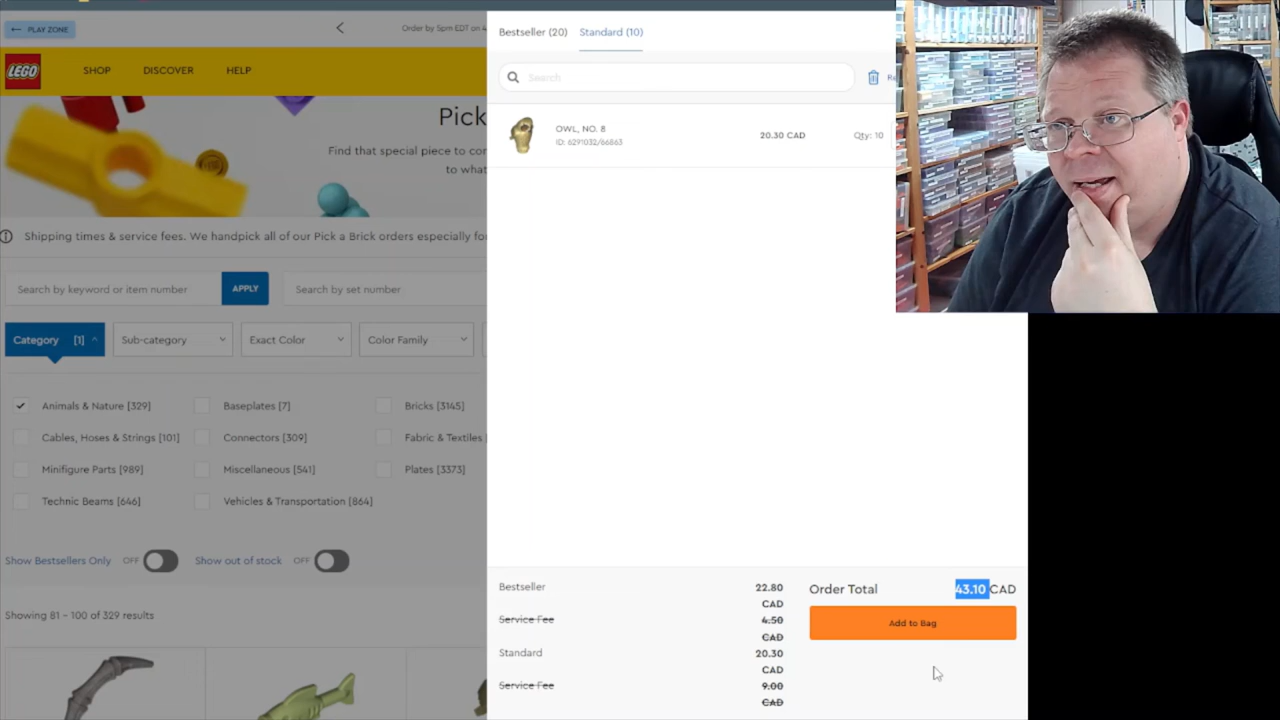 ← PLAY ZONE
Order by 5pm EDT on
LEGO
SHOP
DISCOVER
HELP
Pick
Find that special piece to
to what
Shipping times & service fees. We handpick all of our Pick a Brick orders especially
Search by keyword or item number
APPLY
Search by set number
Category [1]
Sub-category
Exact Color
Color Family
Animals & Nature [329]
Baseplates [7]
Bricks [3145]
Cables, Hoses & Strings [101]
Connectors [309]
Fabric & Textiles
Minifigure Parts [989]
Miscellaneous [541]
Plates [3373]
Technic Beams [646]
Vehicles & Transportation [864]
Show Bestsellers Only OFF
Show out of stock OFF
Showing 81 - 100 of 329 results
Bestseller (20)
Standard (10)
Search
OWL, NO. 8
ID: 6291032/66863
20.30 CAD
Qty: 10
Bestseller
22.80
CAD
Service Fee
4.50
CAD
Standard
20.30
CAD
Service Fee
9.00
CAD
Order Total
43.10 CAD
Add to Bag